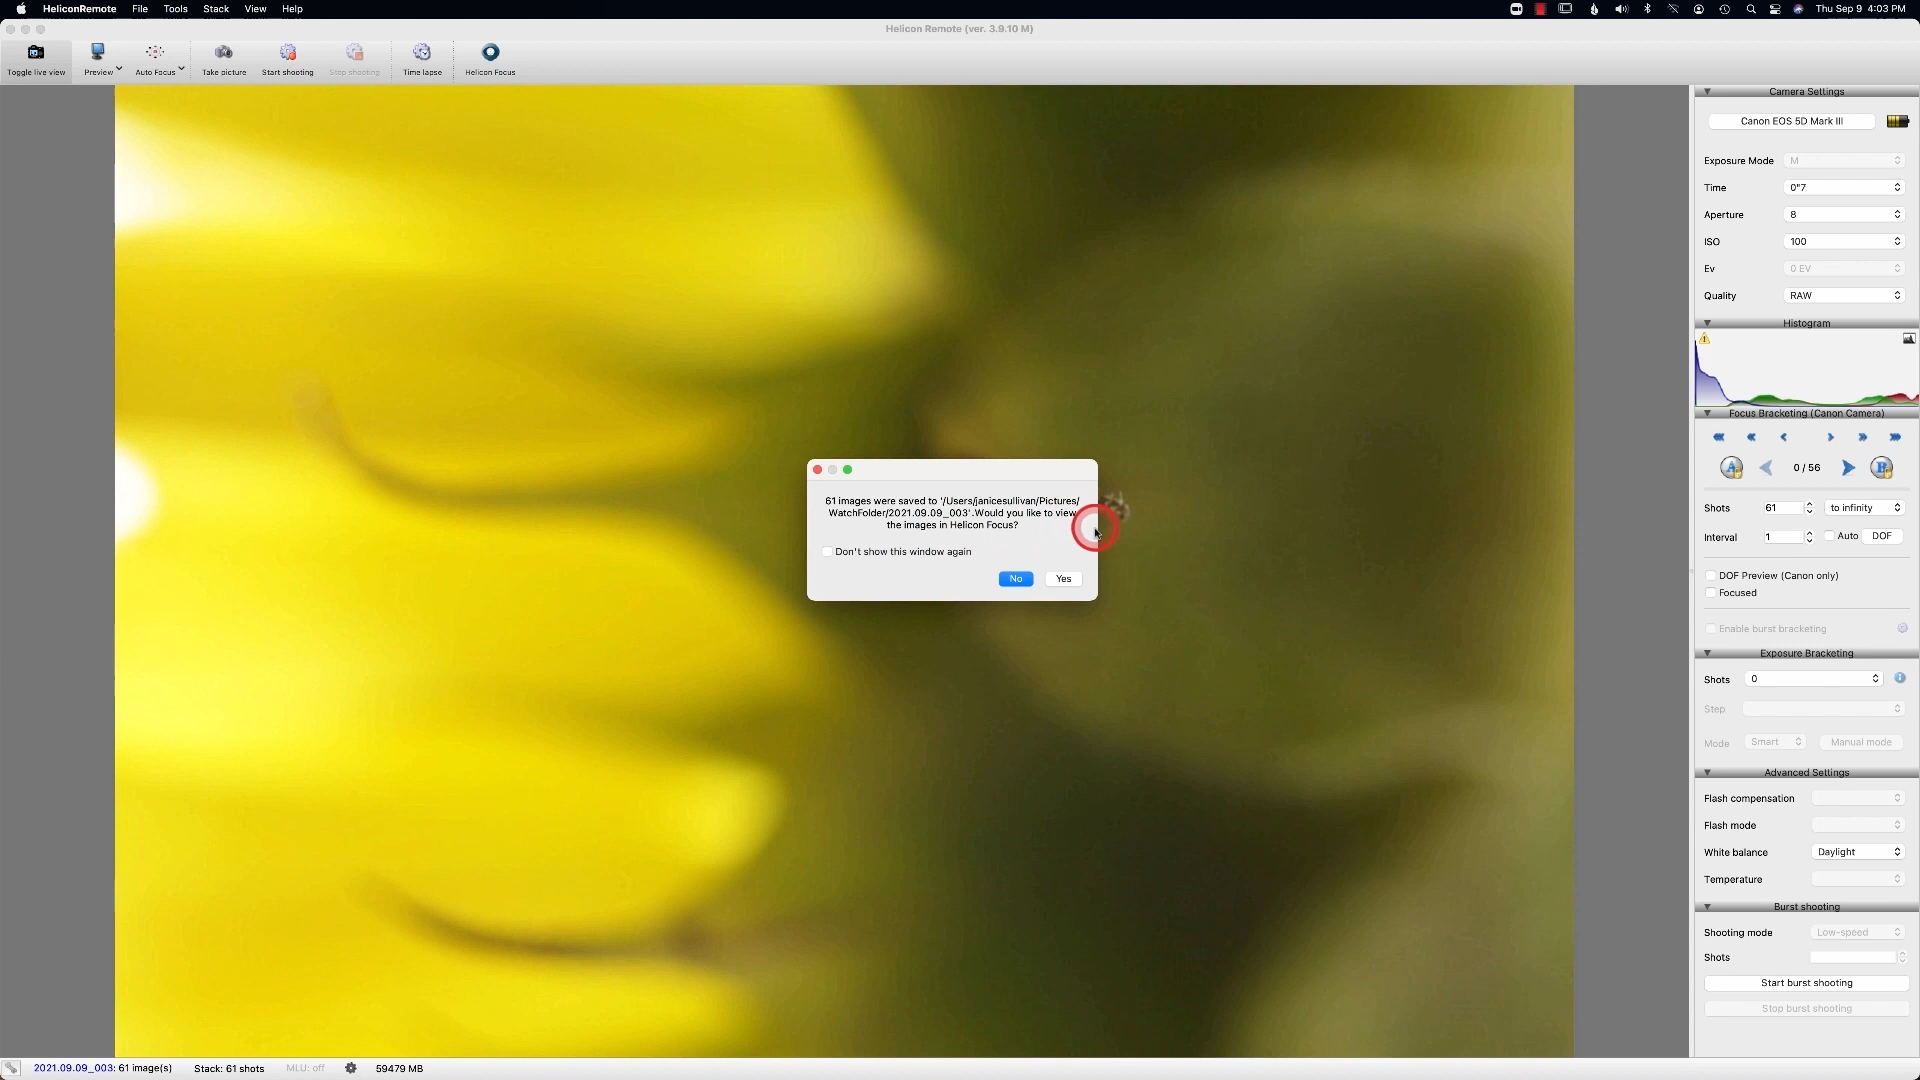 HeliconRemote File Tools Stack View Help Thu Sep 9 4:03 PM
Helicon Remote (ver. 3.9.10 M)
Toggle live view Preview Auto Focus Take picture Start shooting Stop shooting Time lapse Helicon Focus
Camera Settings
Canon EOS 5D Mark III
Exposure Mode M
Time 0"7
Aperture 8
ISO 100
Ev 0 EV
Quality RAW
Histogram
Focus Bracketing (Canon Camera)
A 0 / 56 B
Shots 61 to infinity
Interval 1 Auto DOF
DOF Preview (Canon only)
Focused
Enable burst bracketing
Exposure Bracketing
Shots 0
Step
Mode Smart Manual mode
Advanced Settings
Flash compensation
Flash mode
White balance Daylight
Temperature
Burst shooting
Shooting mode Low-speed
Shots
Start burst shooting
Stop burst shooting
61 images were saved to '/Users/janicesullivan/Pictures/
WatchFolder/2021.09.09_003'.Would you like to view
the images in Helicon Focus?
Don't show this window again
No Yes
2021.09.09_003: 61 image(s) Stack: 61 shots MLU: off 59479 MB